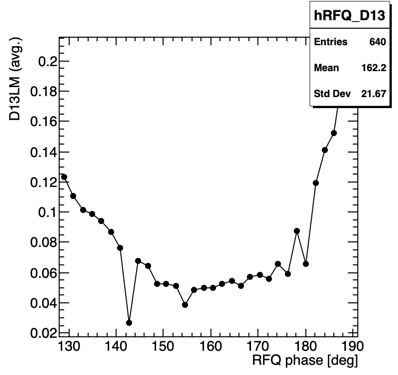 hRFQ_D13
Entries 640
Mean 162.2
Std Dev 21.67
D13LM (avg.)
0.2
0.18
0.16
0.14
0.12
0.1
0.08
0.06
0.04
0.02
130 140 150 160 170 180 190
RFQ phase [deg]